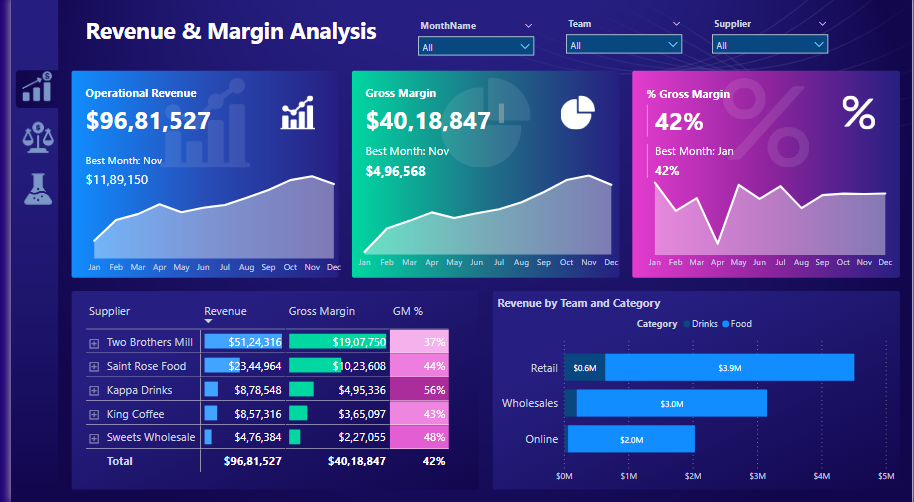 Revenue & Margin Analysis
MonthName
Team
Supplier
All
All
All
Operational Revenue
$96,81,527
Best Month: Nov
$11,89,150
Jan Feb Mar Apr May Jun Jul Aug Sep Oct Nov Dec
Gross Margin
$40,18,847
Best Month: Nov
$4,96,568
Jan Feb Mar Apr May Jun Jul Aug Sep Oct Nov Dec
% Gross Margin
42%
Best Month: Jan
42%
Jan Feb Mar Apr May Jun Jul Aug Sep Oct Nov Dec
Supplier Revenue Gross Margin GM %
Two Brothers Mill $51,24,316 $19,07,750 37%
Saint Rose Food $23,44,964 $10,23,608 44%
Kappa Drinks $8,78,548 $4,95,336 56%
King Coffee $8,57,316 $3,65,097 43%
Sweets Wholesale $4,76,384 $2,27,055 48%
Total $96,81,527 $40,18,847 42%
Revenue by Team and Category
Category Drinks Food
Retail $0.6M $3.9M
Wholesales $3.0M
Online $2.0M
$0M $1M $2M $3M $4M $5M